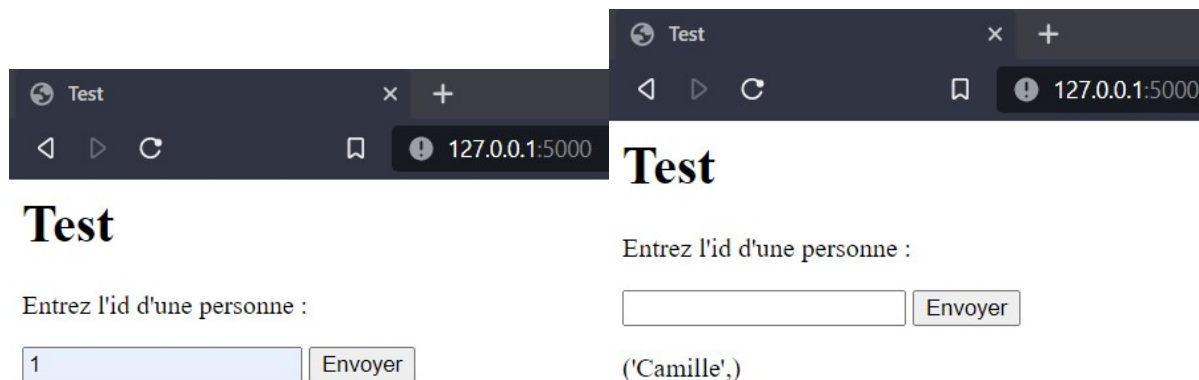 Test × +
127.0.0.1:5000
Test
Entrez l'id d'une personne :
1 Envoyer
Test × +
127.0.0.1:5000
Test
Entrez l'id d'une personne :
Envoyer
('Camille',)